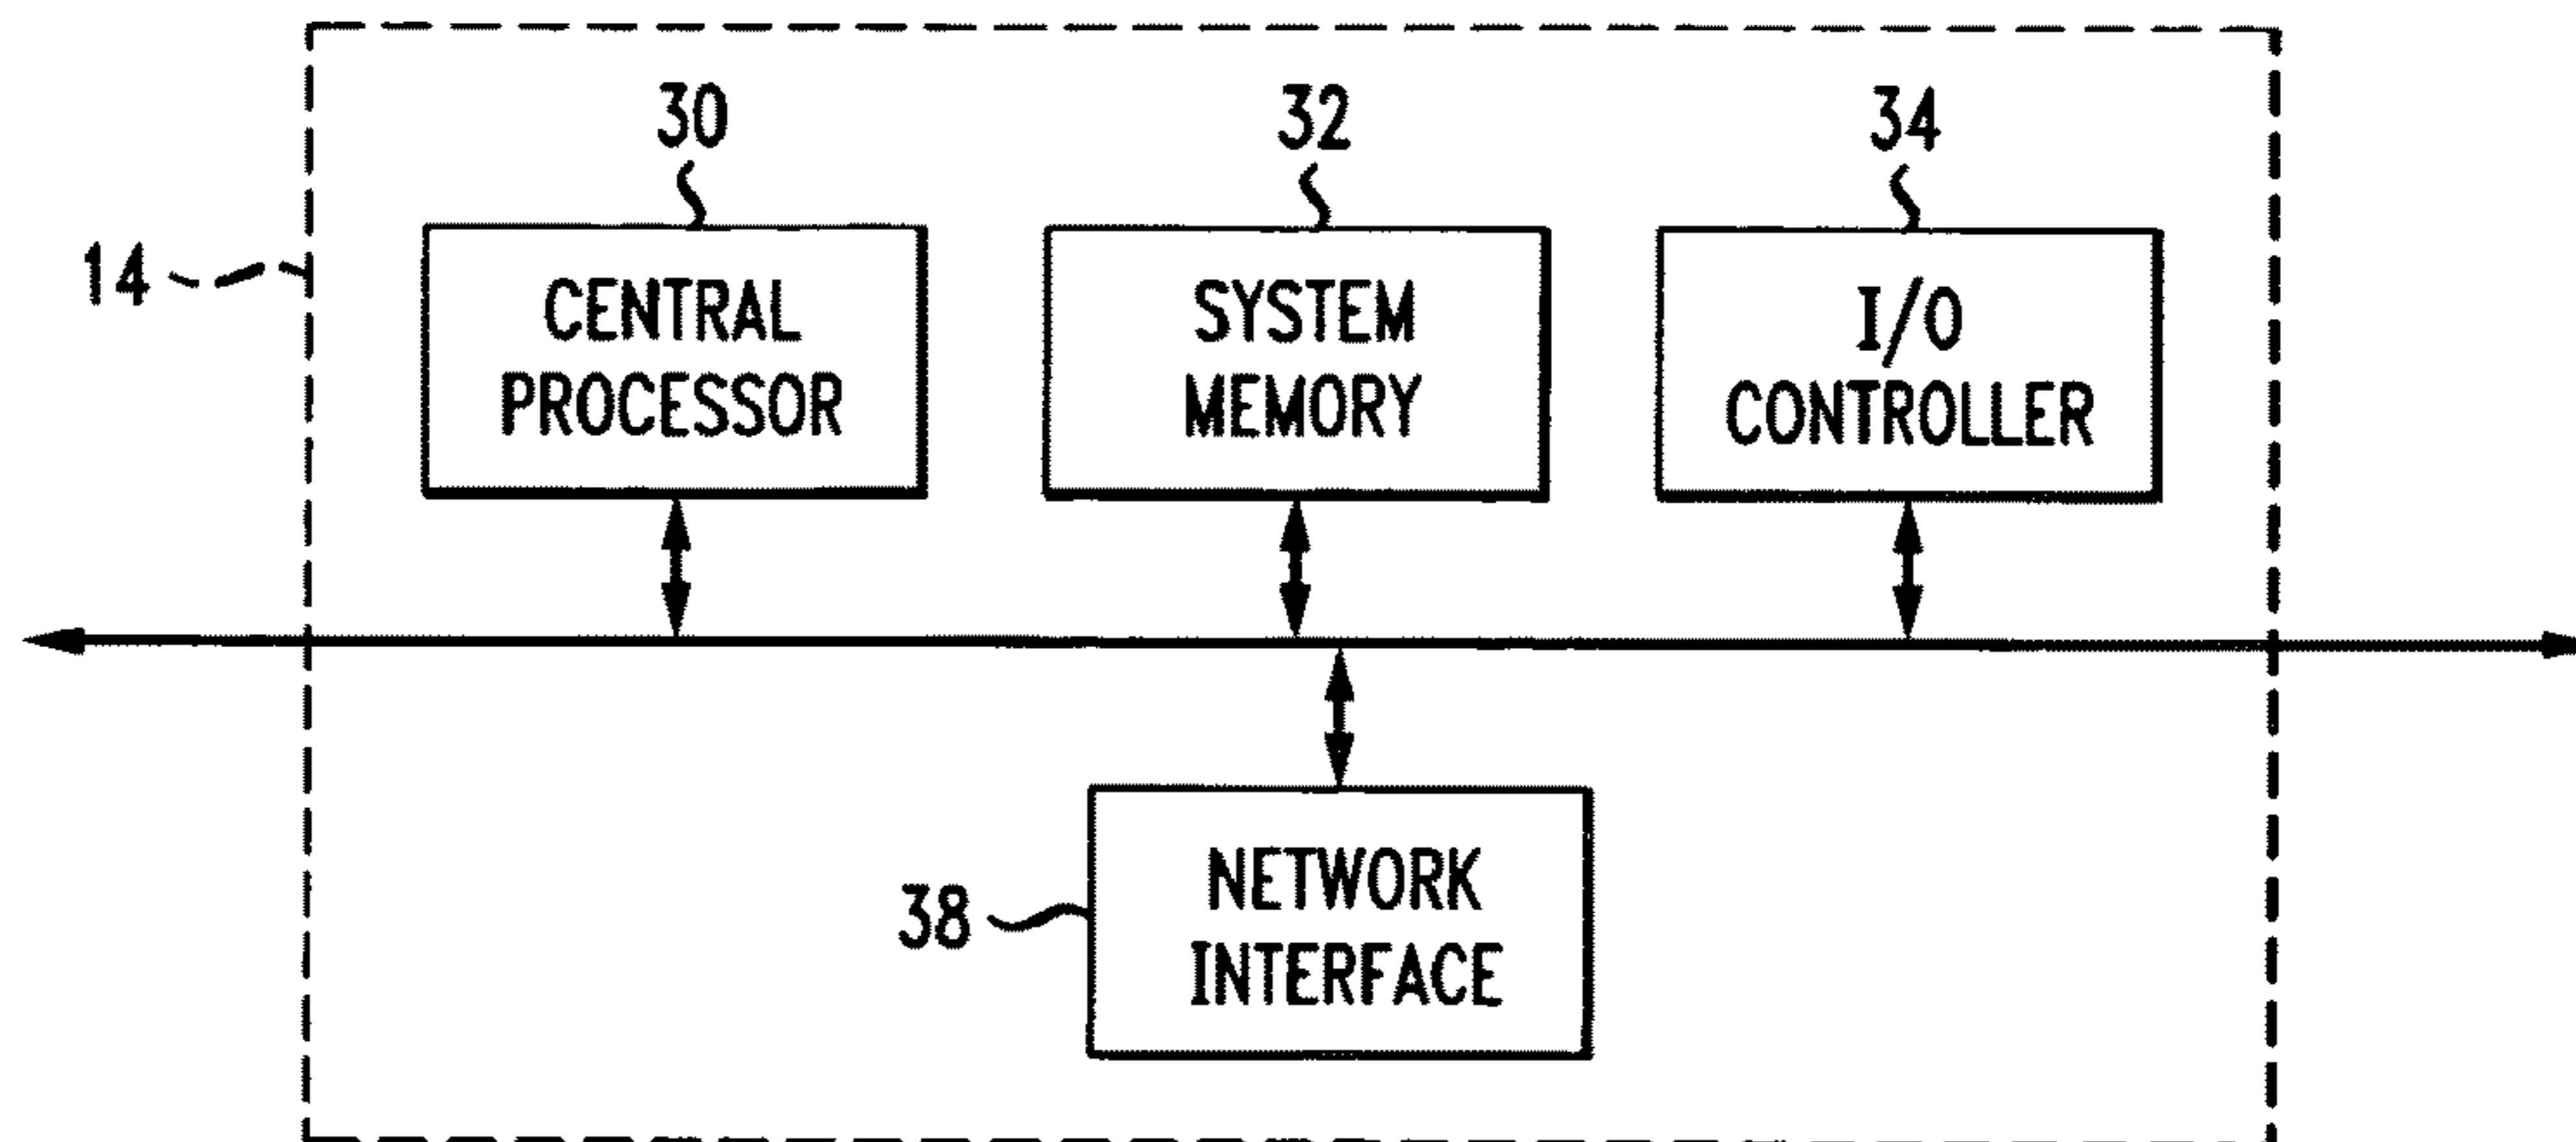 30
32
34
14
CENTRAL
PROCESSOR
SYSTEM
MEMORY
I/O
CONTROLLER
38
NETWORK
INTERFACE